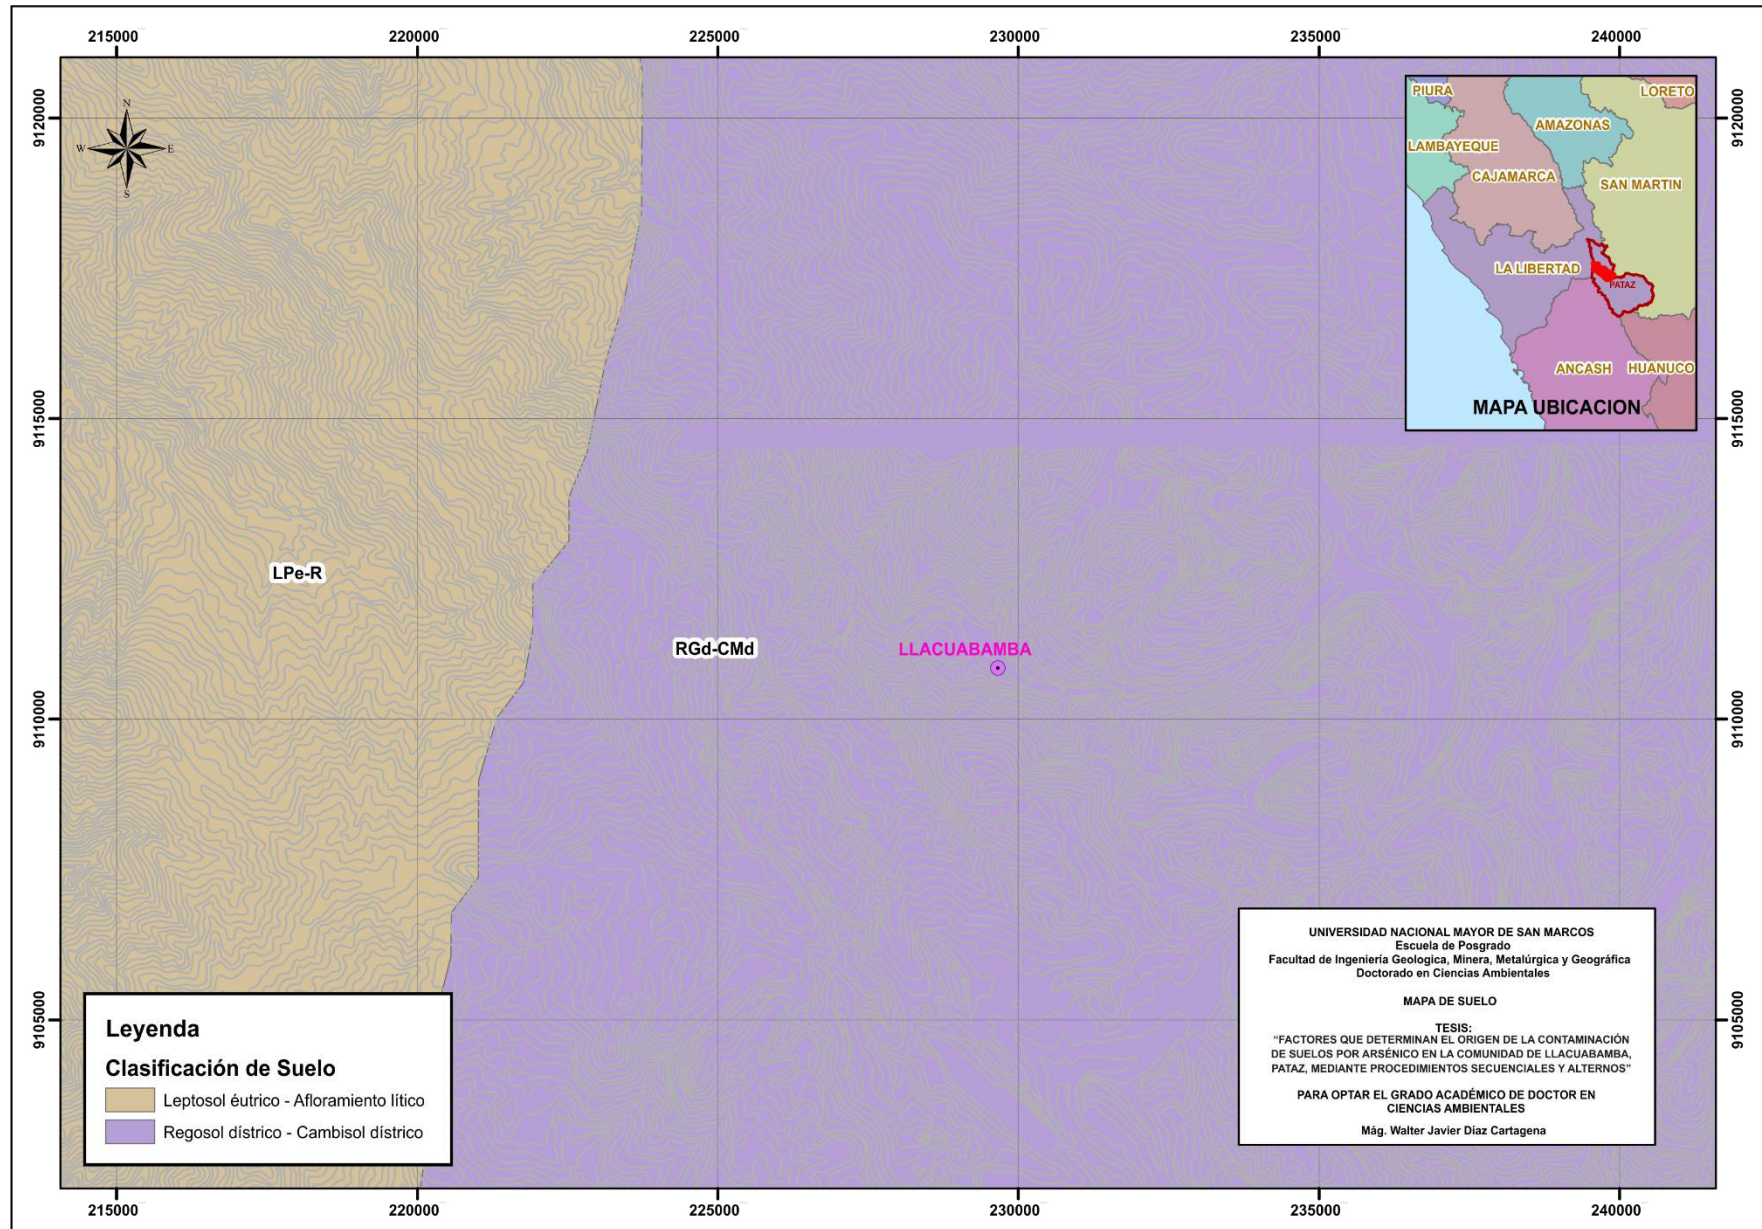 215000
220000
225000
230000
235000
240000
9120000
9120000
N
W
E
S
PIURA
LORETO
AMAZONAS
LAMBAYEQUE
CAJAMARCA
SAN MARTIN
LA LIBERTAD
PATAZ
ANCASH
HUANUCO
MAPA UBICACION
9115000
9115000
LPe-R
RGd-CMd
LLACUABAMBA
9110000
9110000
9105000
9105000
Leyenda
Clasificación de Suelo
Leptosol éutrico - Afloramiento lítico
Regosol dístrico - Cambisol dístrico
UNIVERSIDAD NACIONAL MAYOR DE SAN MARCOS
Escuela de Posgrado
Facultad de Ingeniería Geologica, Minera, Metalúrgica y Geográfica
Doctorado en Ciencias Ambientales
MAPA DE SUELO
TESIS:
"FACTORES QUE DETERMINAN EL ORIGEN DE LA CONTAMINACIÓN
DE SUELOS POR ARSÉNICO EN LA COMUNIDAD DE LLACUABAMBA,
PATAZ, MEDIANTE PROCEDIMIENTOS SECUENCIALES Y ALTERNOS"
PARA OPTAR EL GRADO ACADÉMICO DE DOCTOR EN
CIENCIAS AMBIENTALES
Mág. Walter Javier Díaz Cartagena
215000
220000
225000
230000
235000
240000